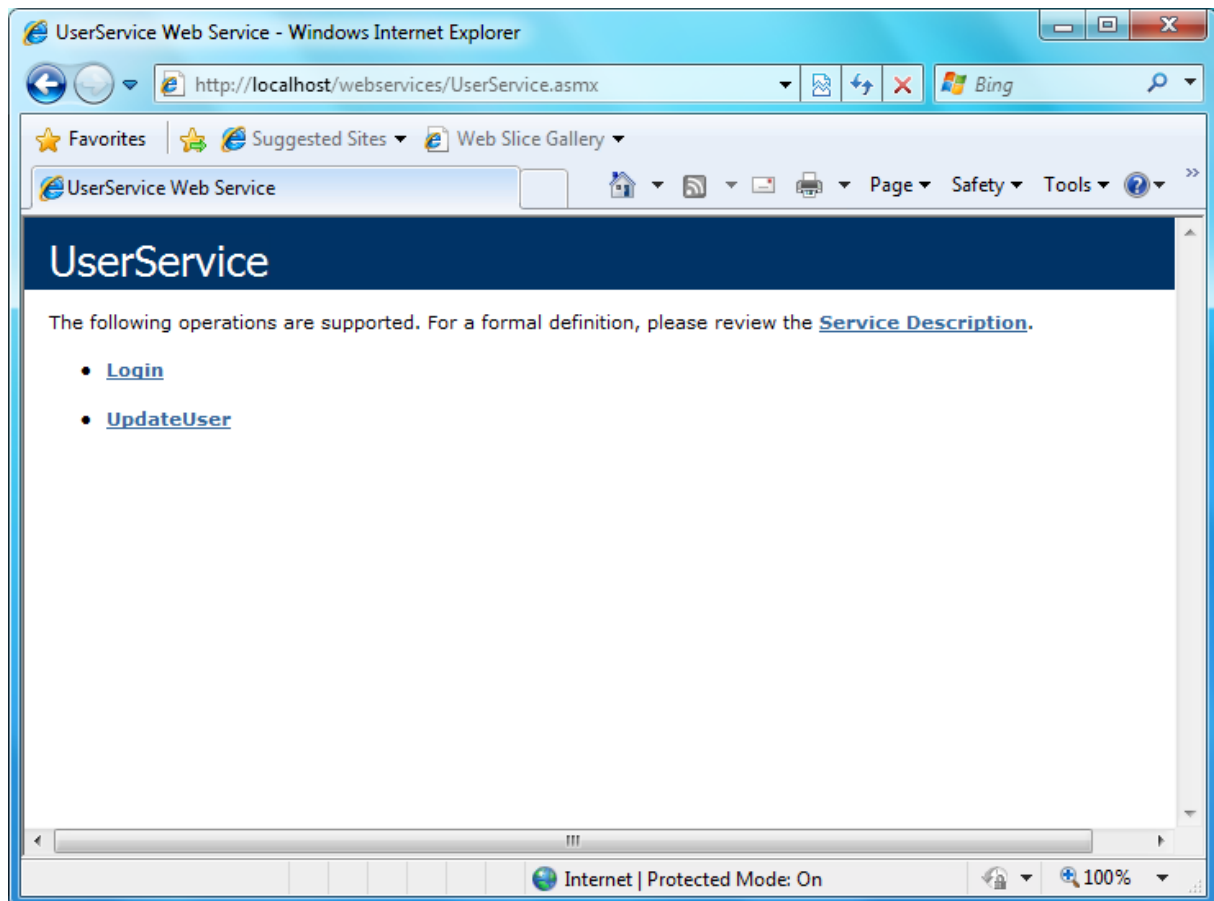 UserService Web Service - Windows Internet Explorer
http://localhost/webservices/UserService.asmx
Bing
Favorites
Suggested Sites
Web Slice Gallery
UserService Web Service
Page
Safety
Tools
»
UserService
The following operations are supported. For a formal definition, please review the Service Description.
• Login
• UpdateUser
Internet | Protected Mode: On
100%